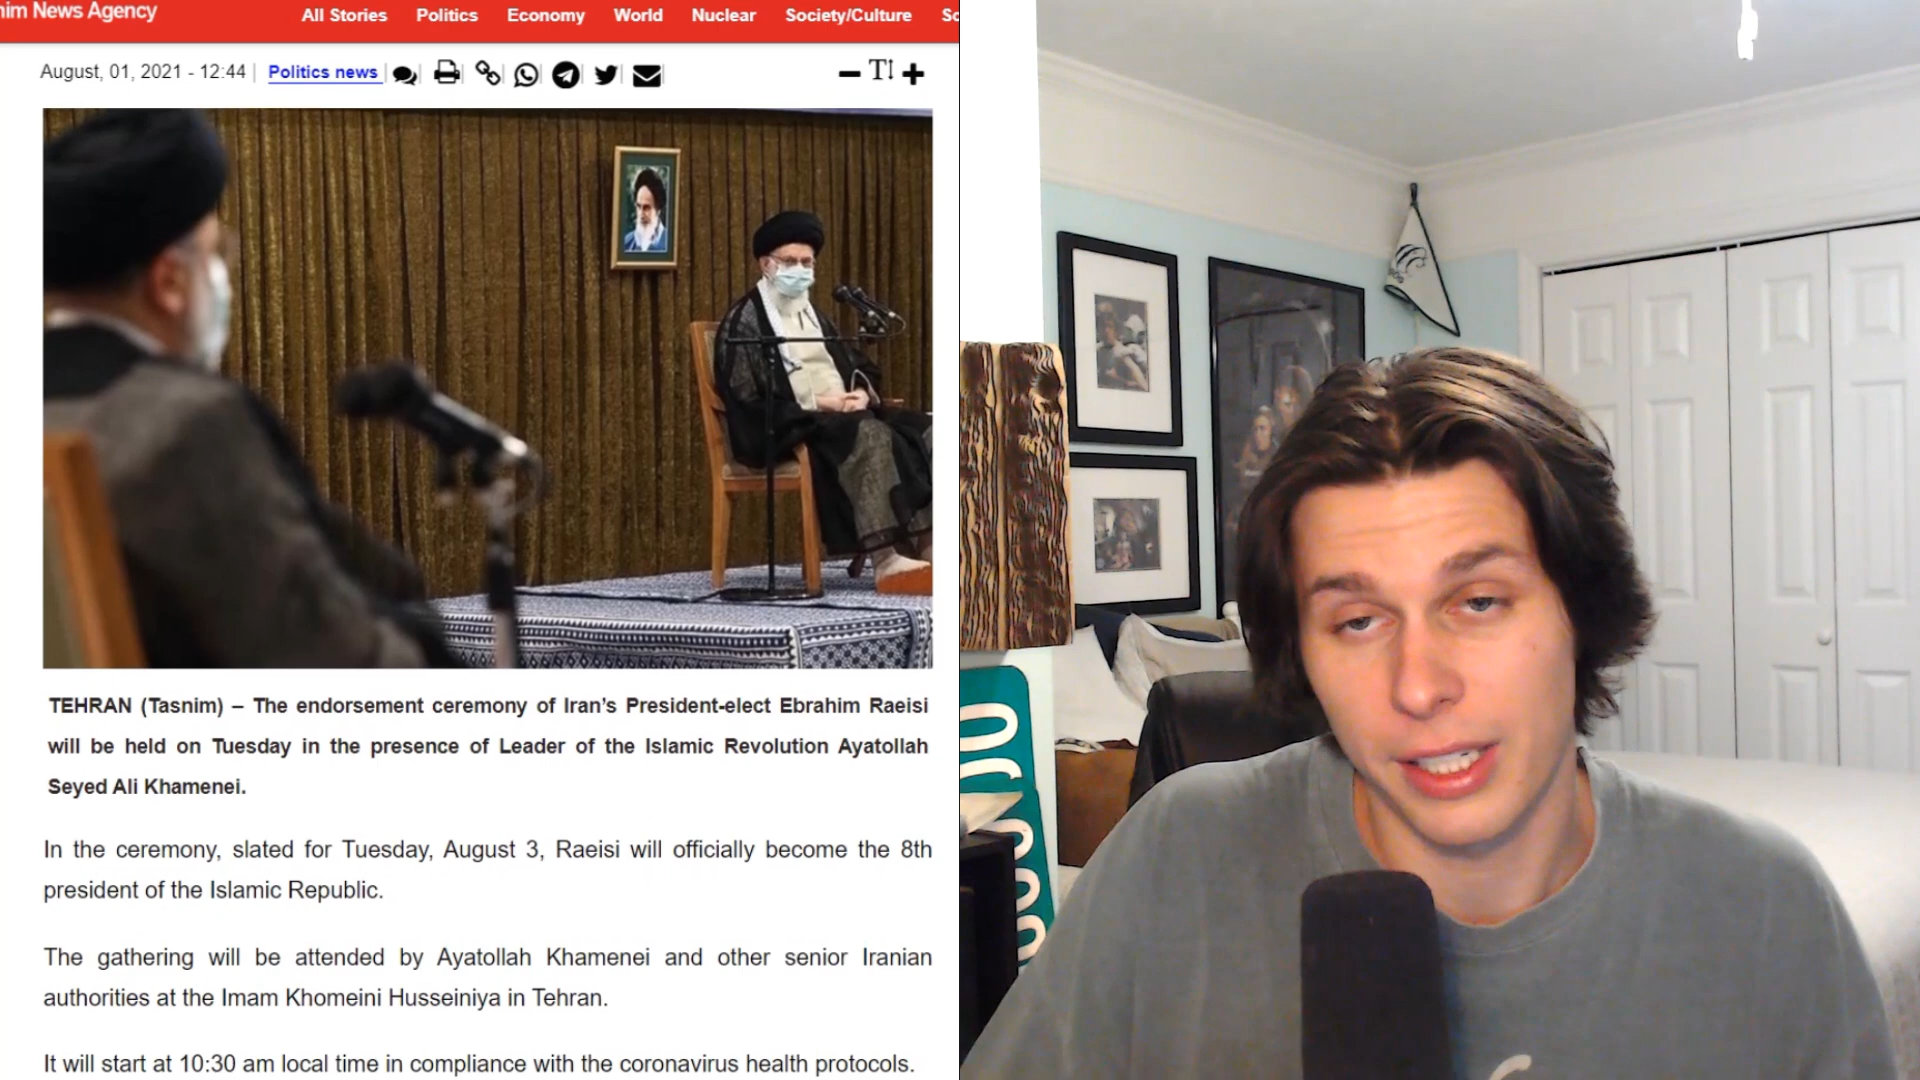 him News Agency
All Stories Politics Economy World Nuclear Society/Culture
August, 01, 2021 - 12:44 Politics news
TEHRAN (Tasnim) – The endorsement ceremony of Iran's President-elect Ebrahim Raeisi
will be held on Tuesday in the presence of Leader of the Islamic Revolution Ayatollah
Seyed Ali Khamenei.
In the ceremony, slated for Tuesday, August 3, Raeisi will officially become the 8th
president of the Islamic Republic.
The gathering will be attended by Ayatollah Khamenei and other senior Iranian
authorities at the Imam Khomeini Husseiniya in Tehran.
It will start at 10:30 am local time in compliance with the coronavirus health protocols.